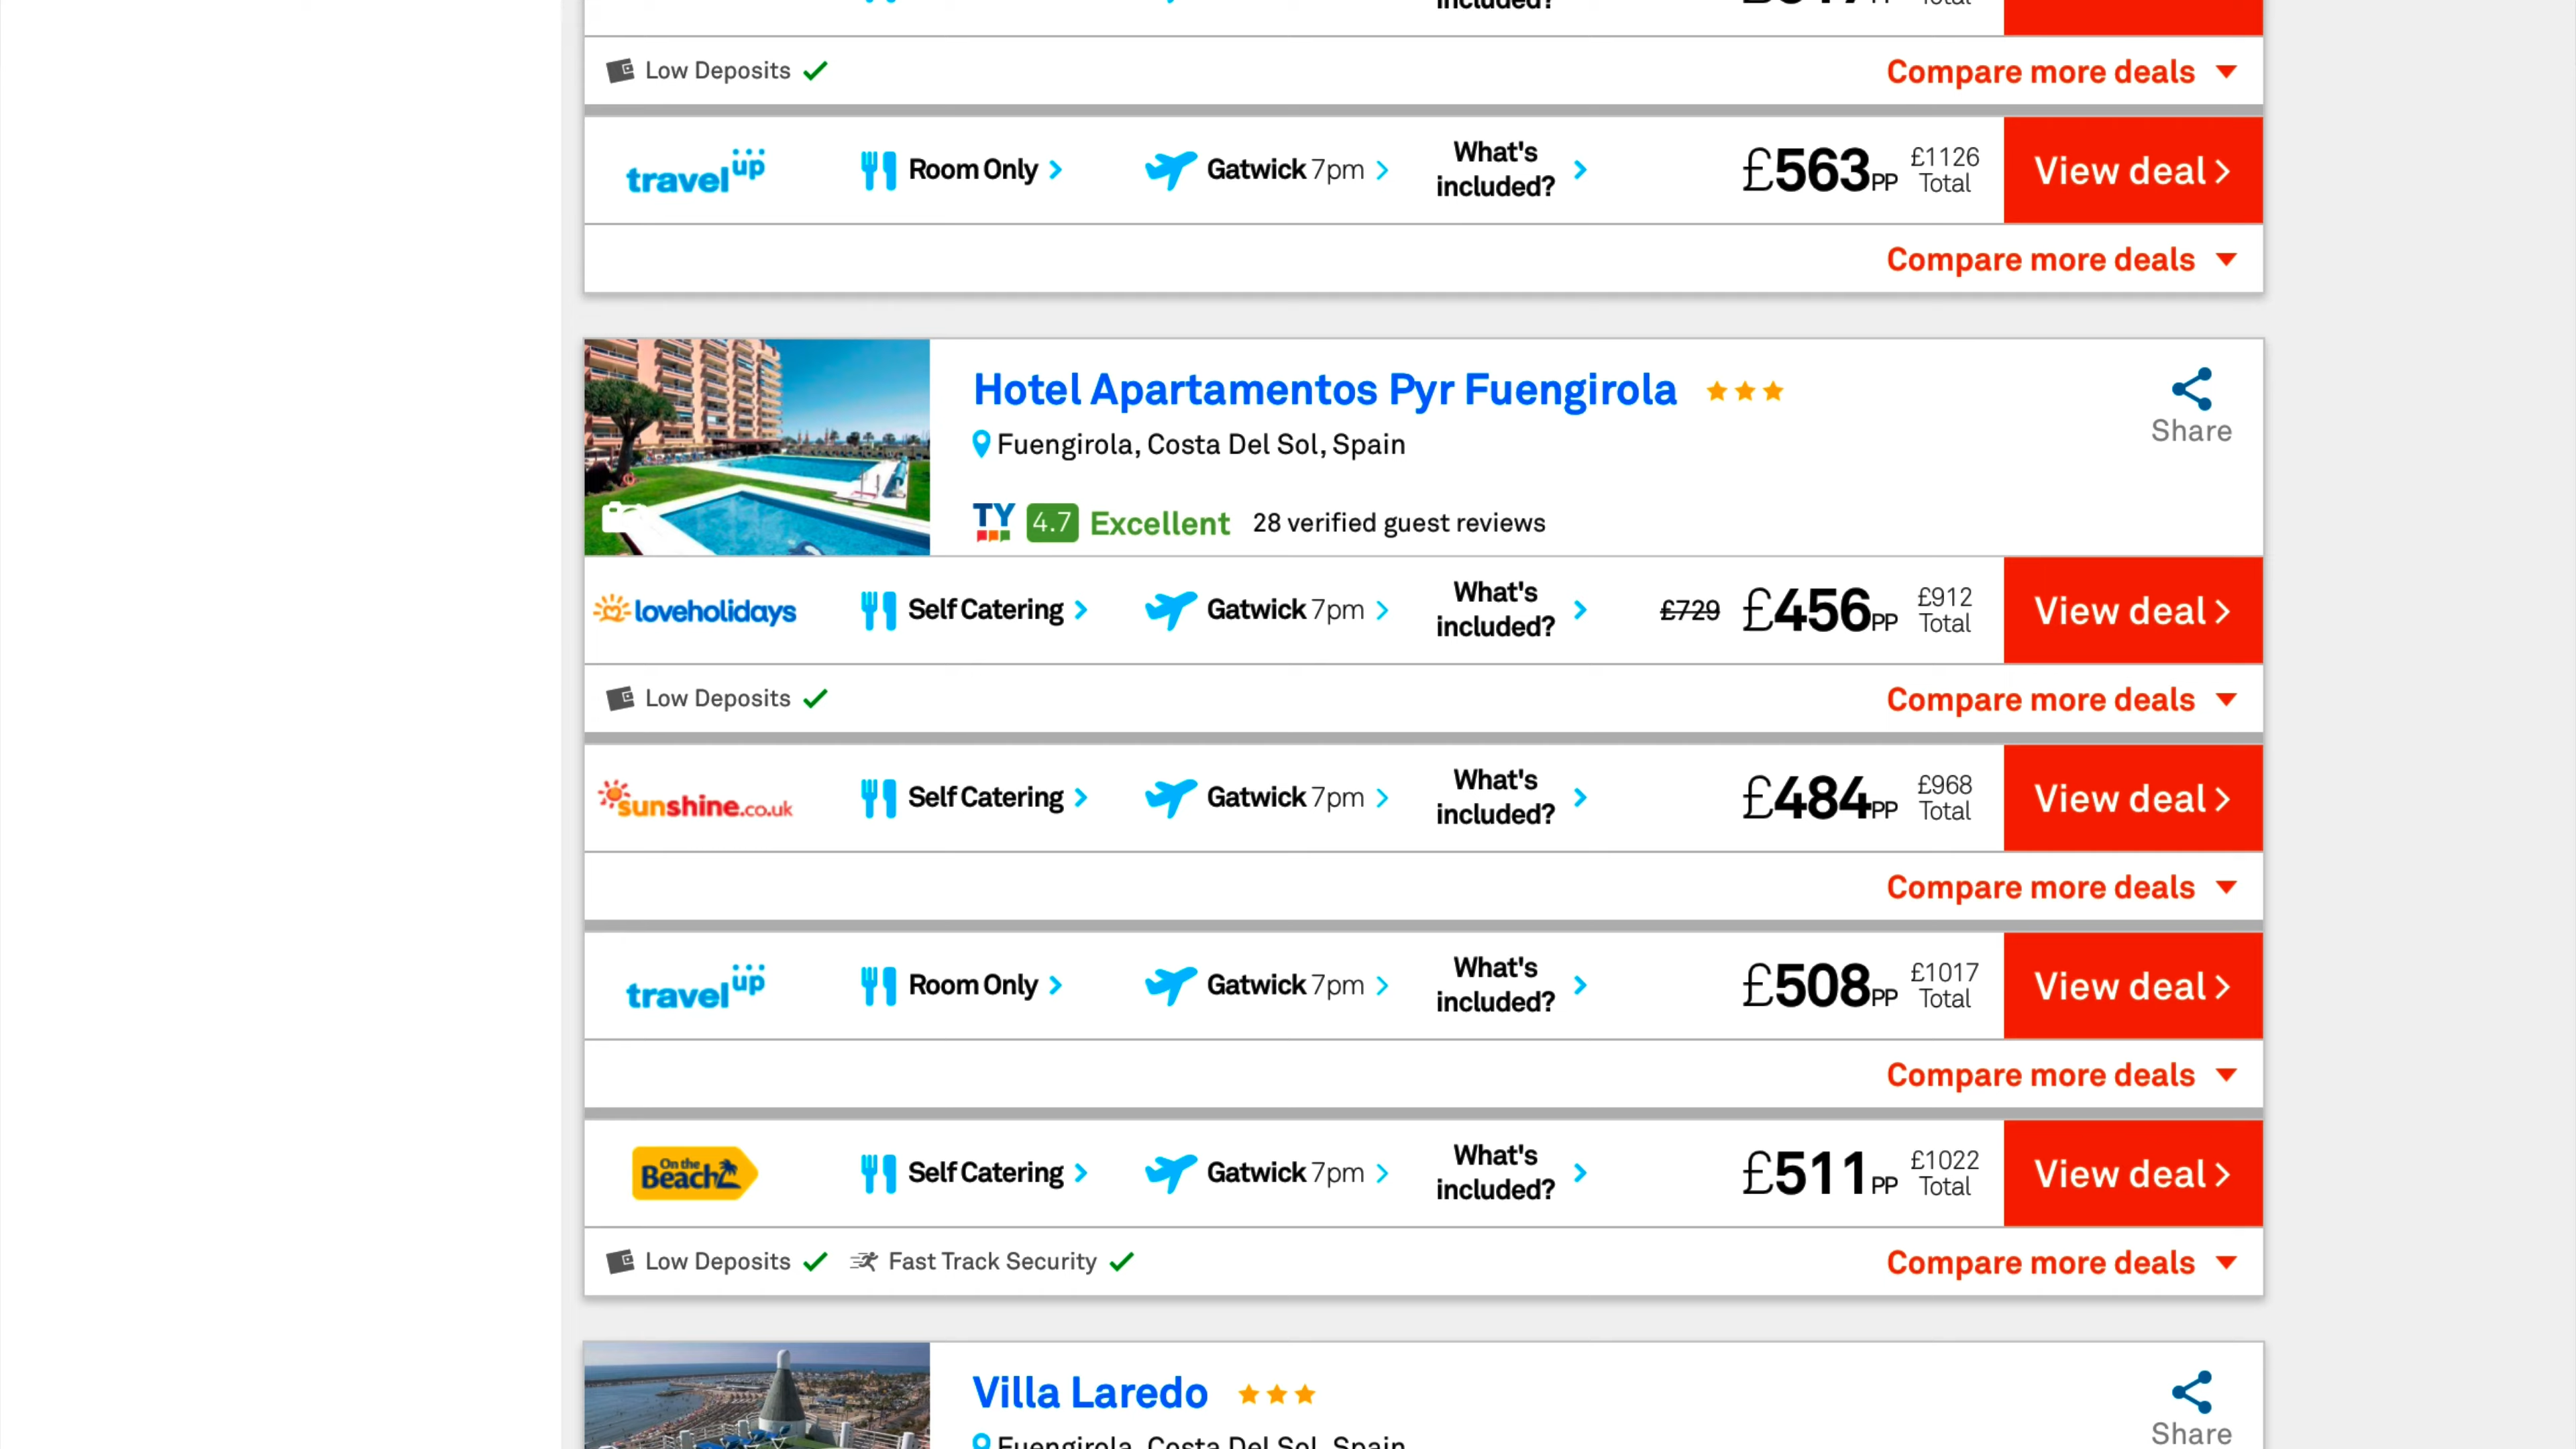 Low Deposits Compare more deals
travelup Room Only Gatwick 7pm What's included? £563PP £1126 Total View deal
Compare more deals
Hotel Apartamentos Pyr Fuengirola
Share
Fuengirola, Costa Del Sol, Spain
TY 4.7 Excellent 28 verified guest reviews
loveholidays Self Catering Gatwick 7pm What's included? £729 £456PP £912 Total View deal
Low Deposits Compare more deals
sunshine.co.uk Self Catering Gatwick 7pm What's included? £484PP £968 Total View deal
Compare more deals
travelup Room Only Gatwick 7pm What's included? £508PP £1017 Total View deal
Compare more deals
On the Beach Self Catering Gatwick 7pm What's included? £511PP £1022 Total View deal
Low Deposits Fast Track Security Compare more deals
Villa Laredo
Share
Fuengirola, Costa Del Sol, Spain